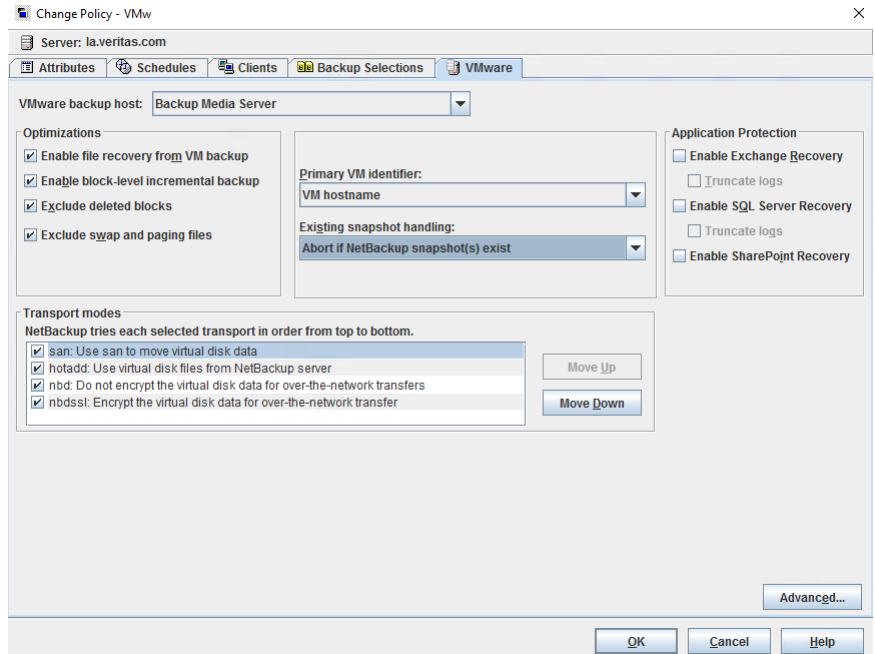 Change Policy - VMw
Server: la.veritas.com
Attributes Schedules Clients Backup Selections VMware
VMware backup host: Backup Media Server
Optimizations
Enable file recovery from VM backup
Enable block-level incremental backup
Exclude deleted blocks
Exclude swap and paging files
Primary VM identifier:
VM hostname
Existing snapshot handling:
Abort if NetBackup snapshot(s) exist
Application Protection
Enable Exchange Recovery
Truncate logs
Enable SQL Server Recovery
Truncate logs
Enable SharePoint Recovery
Transport modes
NetBackup tries each selected transport in order from top to bottom.
san: Use san to move virtual disk data
hotadd: Use virtual disk files from NetBackup server
nbd: Do not encrypt the virtual disk data for over-the-network transfers
nbdssl: Encrypt the virtual disk data for over-the-network transfer
Move Up
Move Down
Advanced...
OK Cancel Help